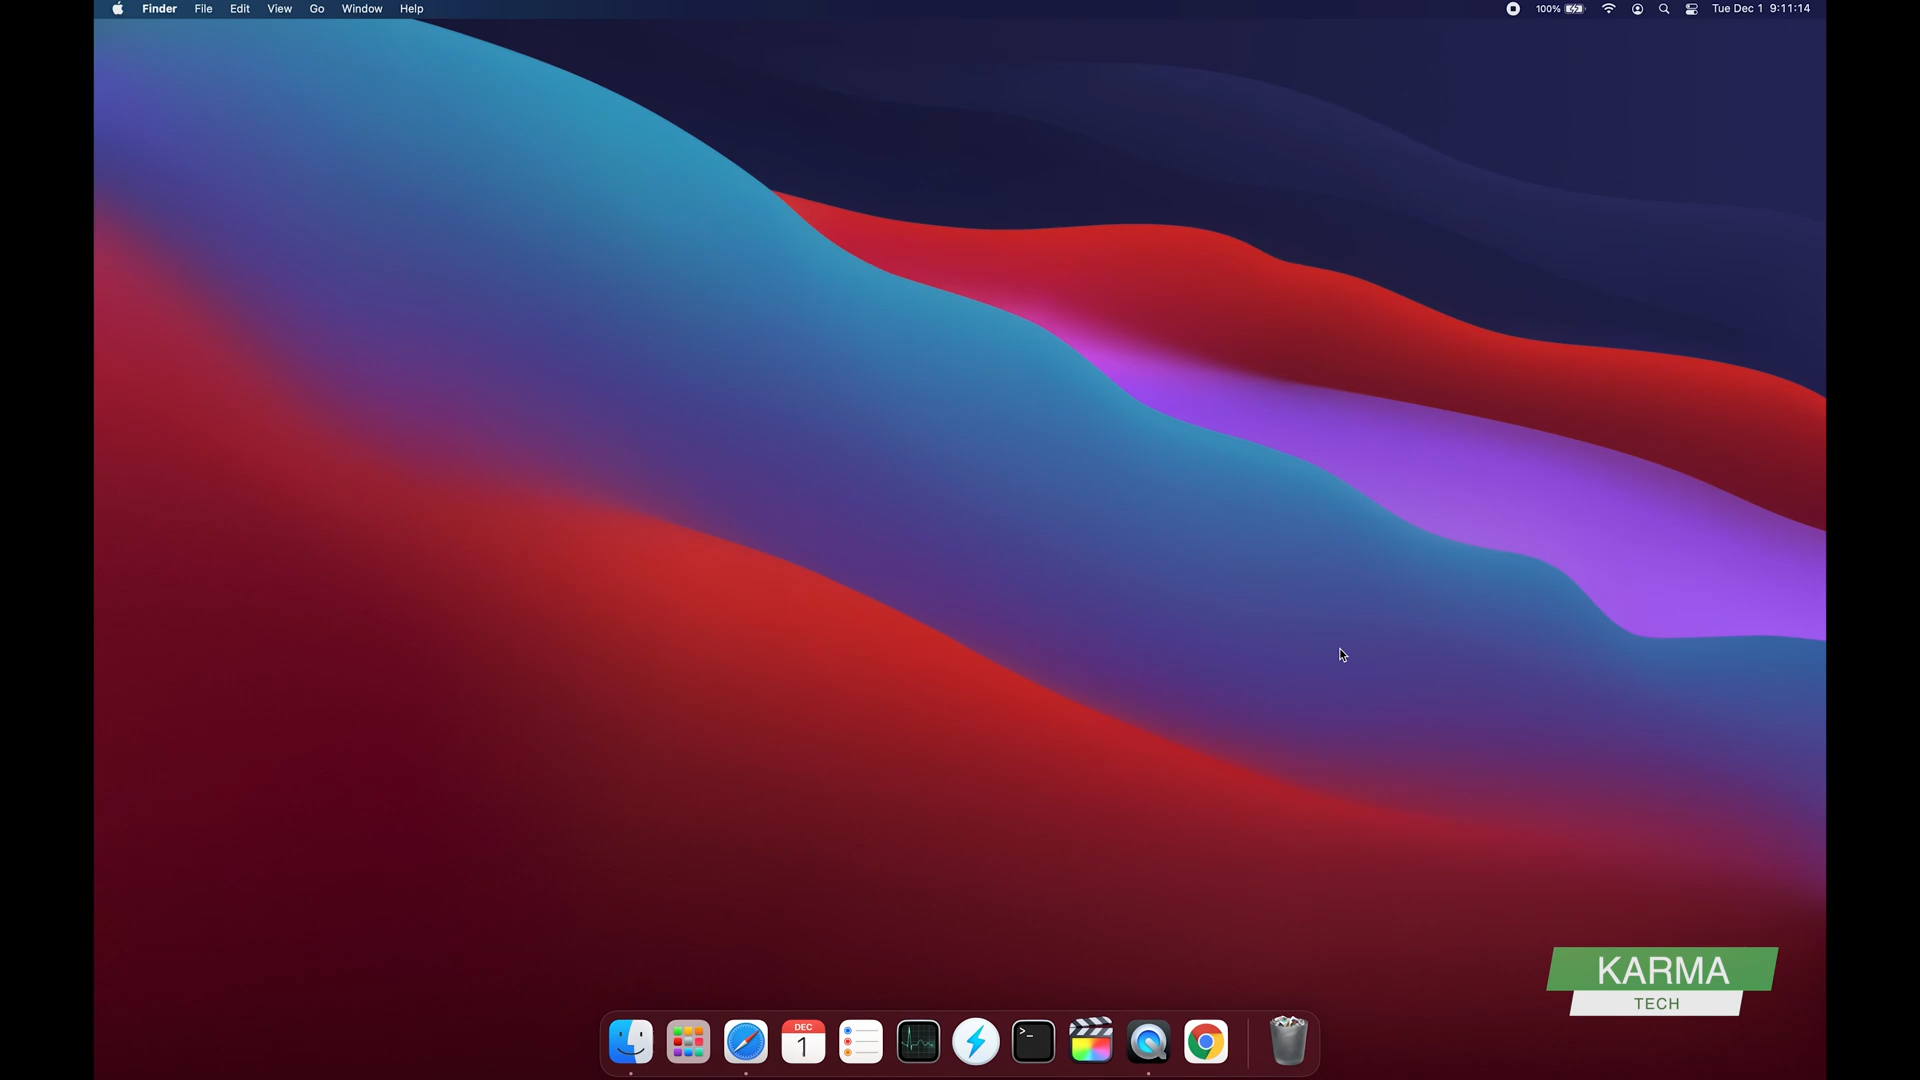 Finder File Edit View Go Window Help 100% Tue Dec 1 9:11:14
KARMA
TECH
DEC
1
>_